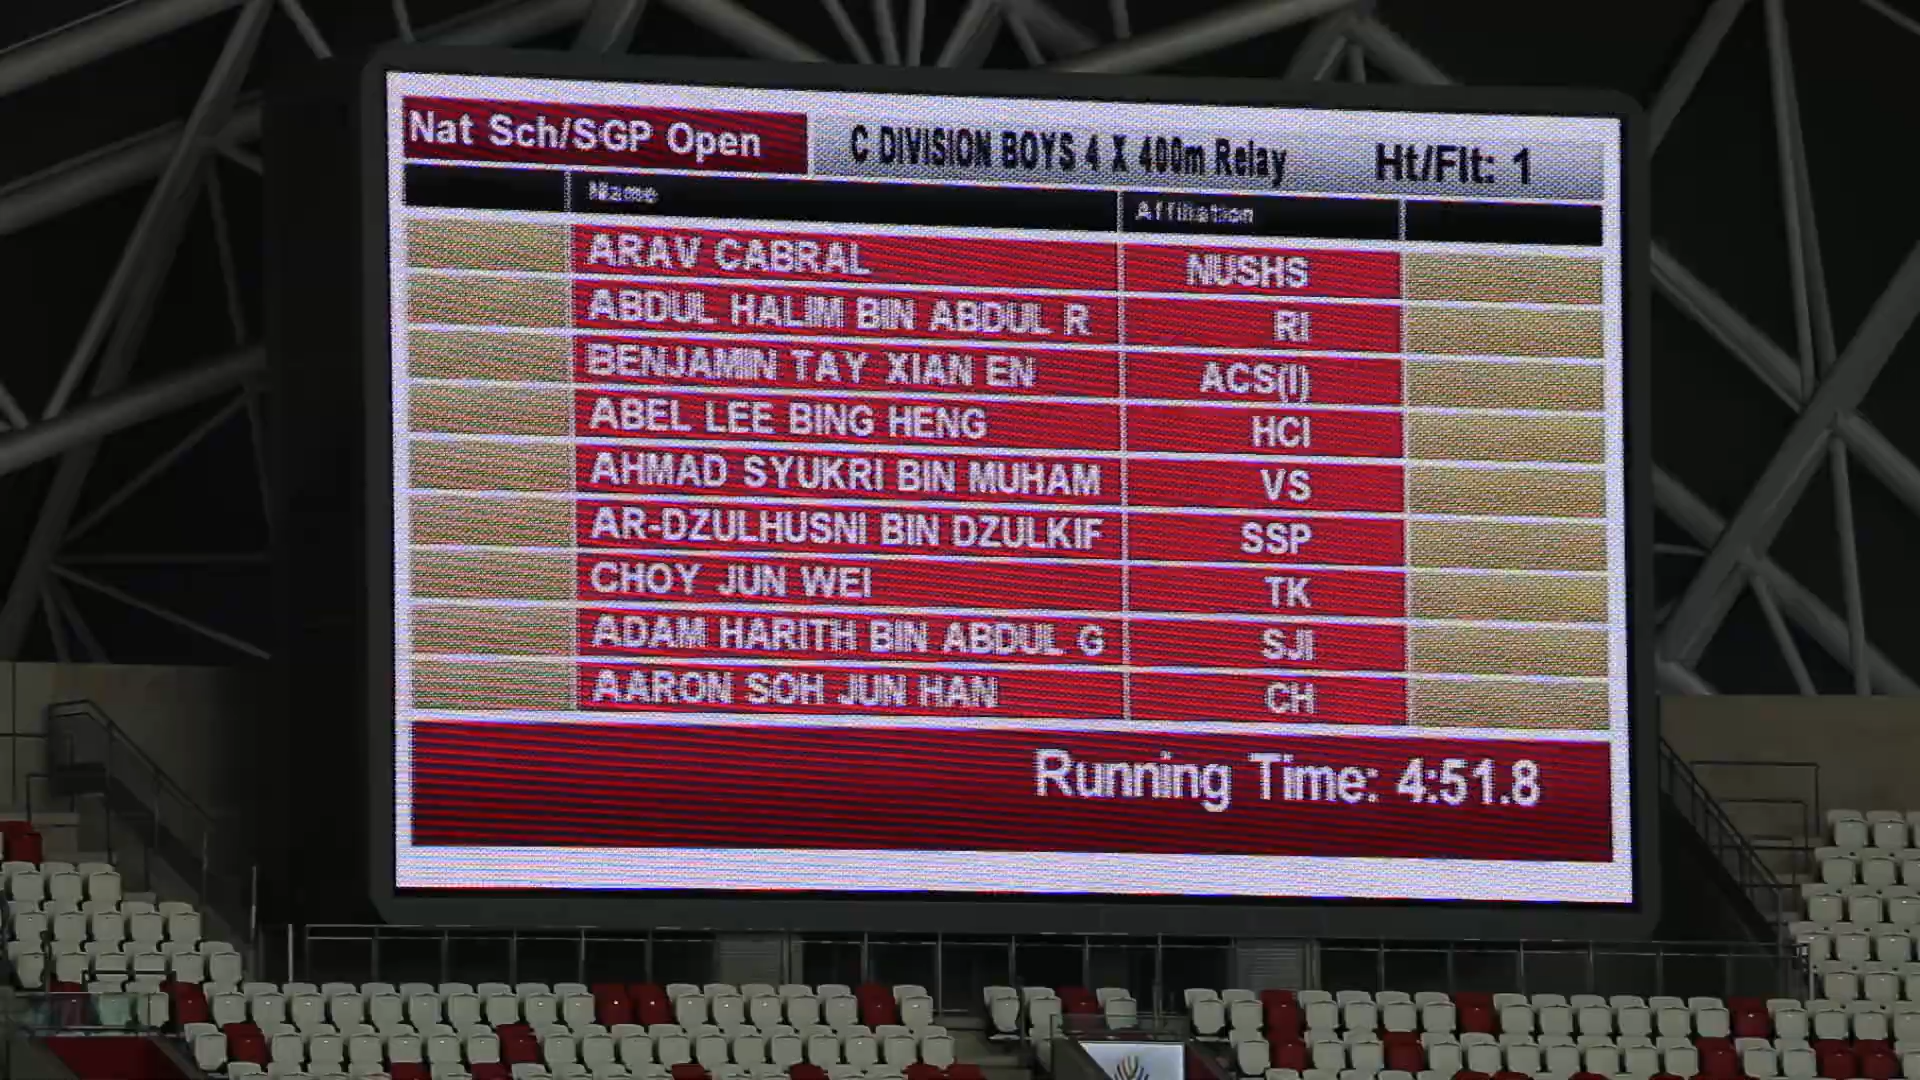 Nat Sch/SGP Open C DIVISION BOYS 4 X 400m Relay Ht/Flt: 1
Name Affiliation
ARAV CABRAL NUSHS
ABDUL HALIM BIN ABDUL R RI
BENJAMIN TAY XIAN EN ACS(I)
ABEL LEE BING HENG HCI
AHMAD SYUKRI BIN MUHAM VS
AR-DZULHUSNI BIN DZULKIF SSP
CHOY JUN WEI TK
ADAM HARITH BIN ABDUL G SJI
AARON SOH JUN HAN CH
Running Time: 4:51.8